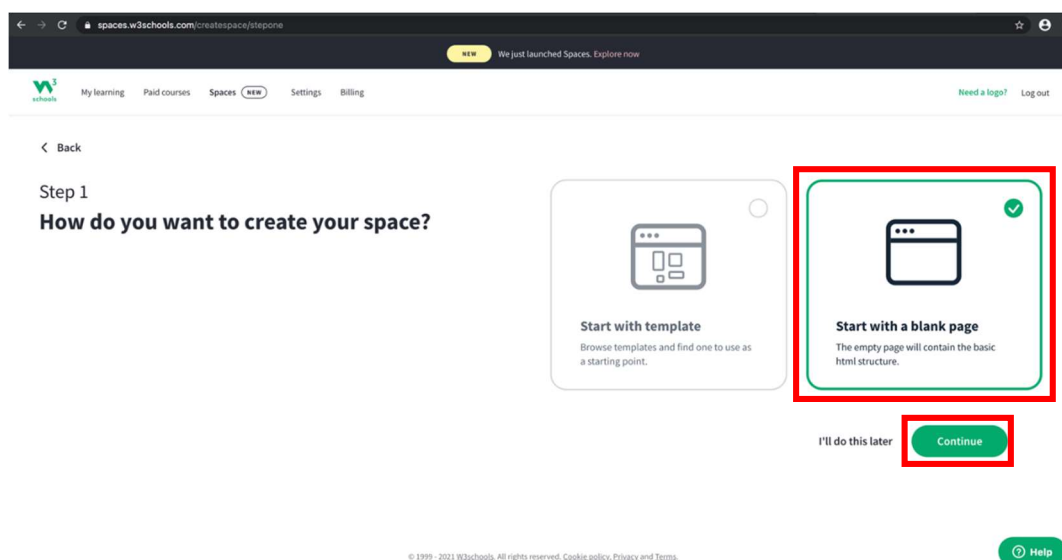 spaces.w3schools.com/createspace/stepone
NEW We just launched Spaces. Explore now
W3 schools My learning Paid courses Spaces NEW Settings Billing Need a logo? Log out
Back
Step 1
How do you want to create your space?
Start with template
Browse templates and find one to use as
a starting point.
Start with a blank page
The empty page will contain the basic
html structure.
I'll do this later Continue
© 1999 - 2021 W3schools. All rights reserved. Cookie policy, Privacy and Terms.
Help